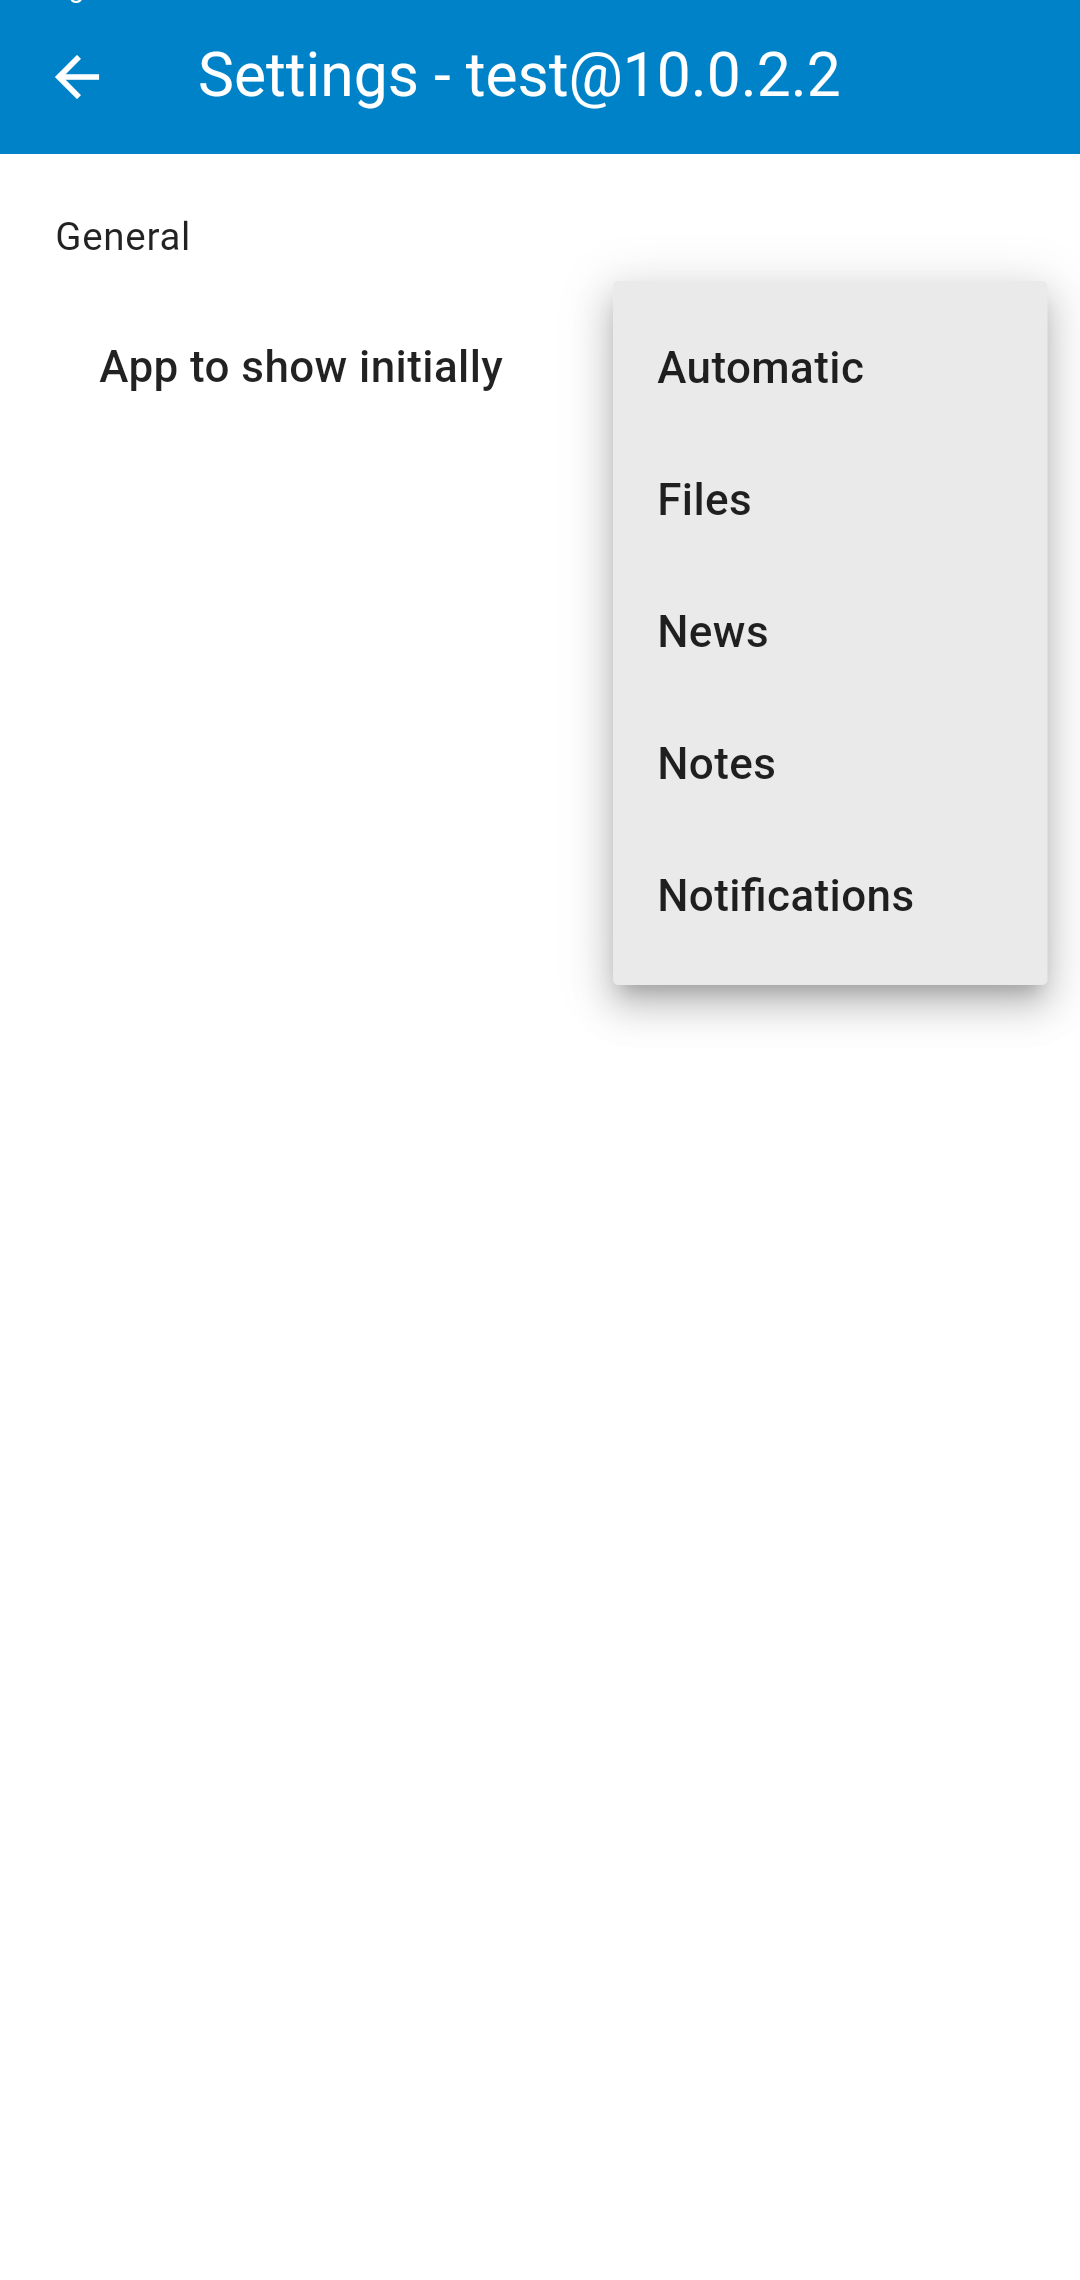 Settings - test@10.0.2.2
General
App to show initially
Automatic
Files
News
Notes
Notifications